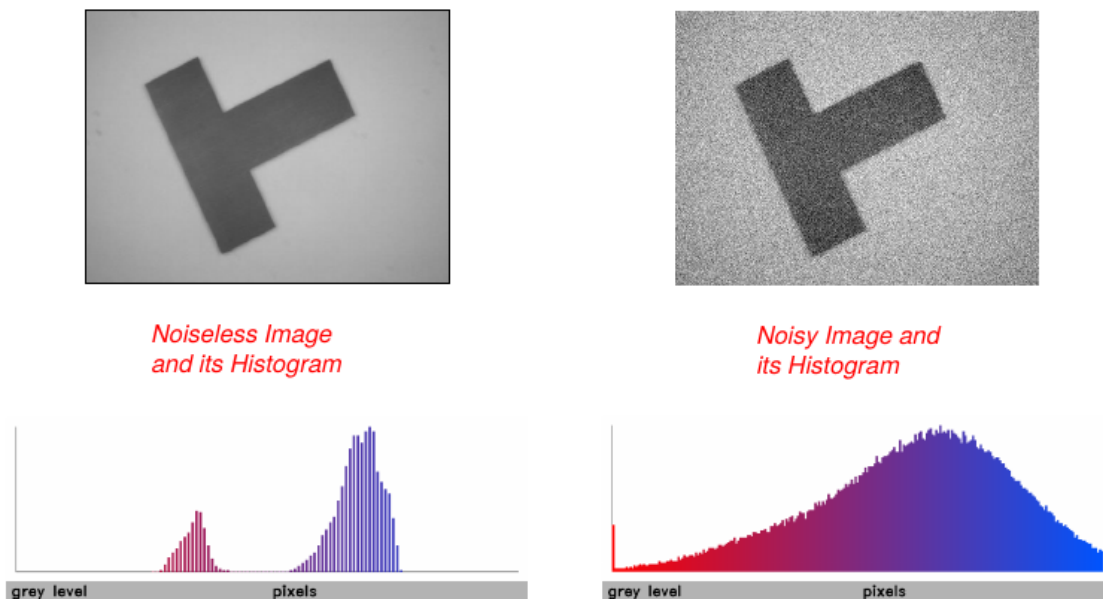 Noiseless Image
and its Histogram
Noisy Image and
its Histogram
grey level pixels
grey level pixels